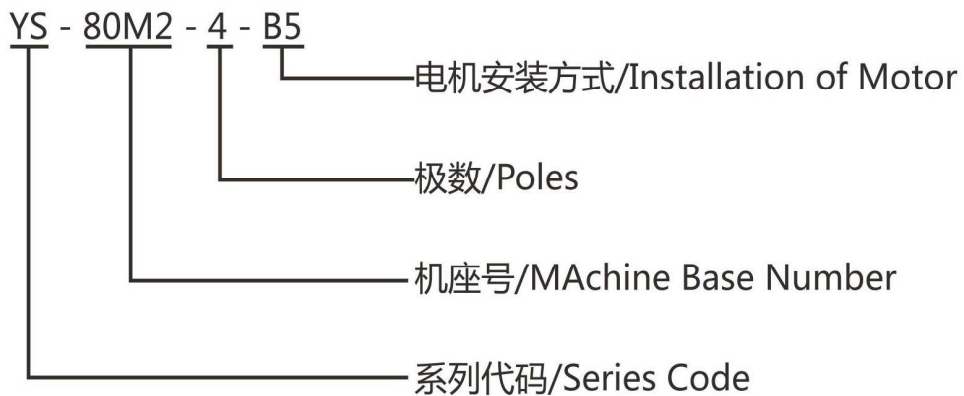 YS - 80M2 - 4 - B5
电机安装方式/Installation of Motor
极数/Poles
机座号/MAchine Base Number
系列代码/Series Code